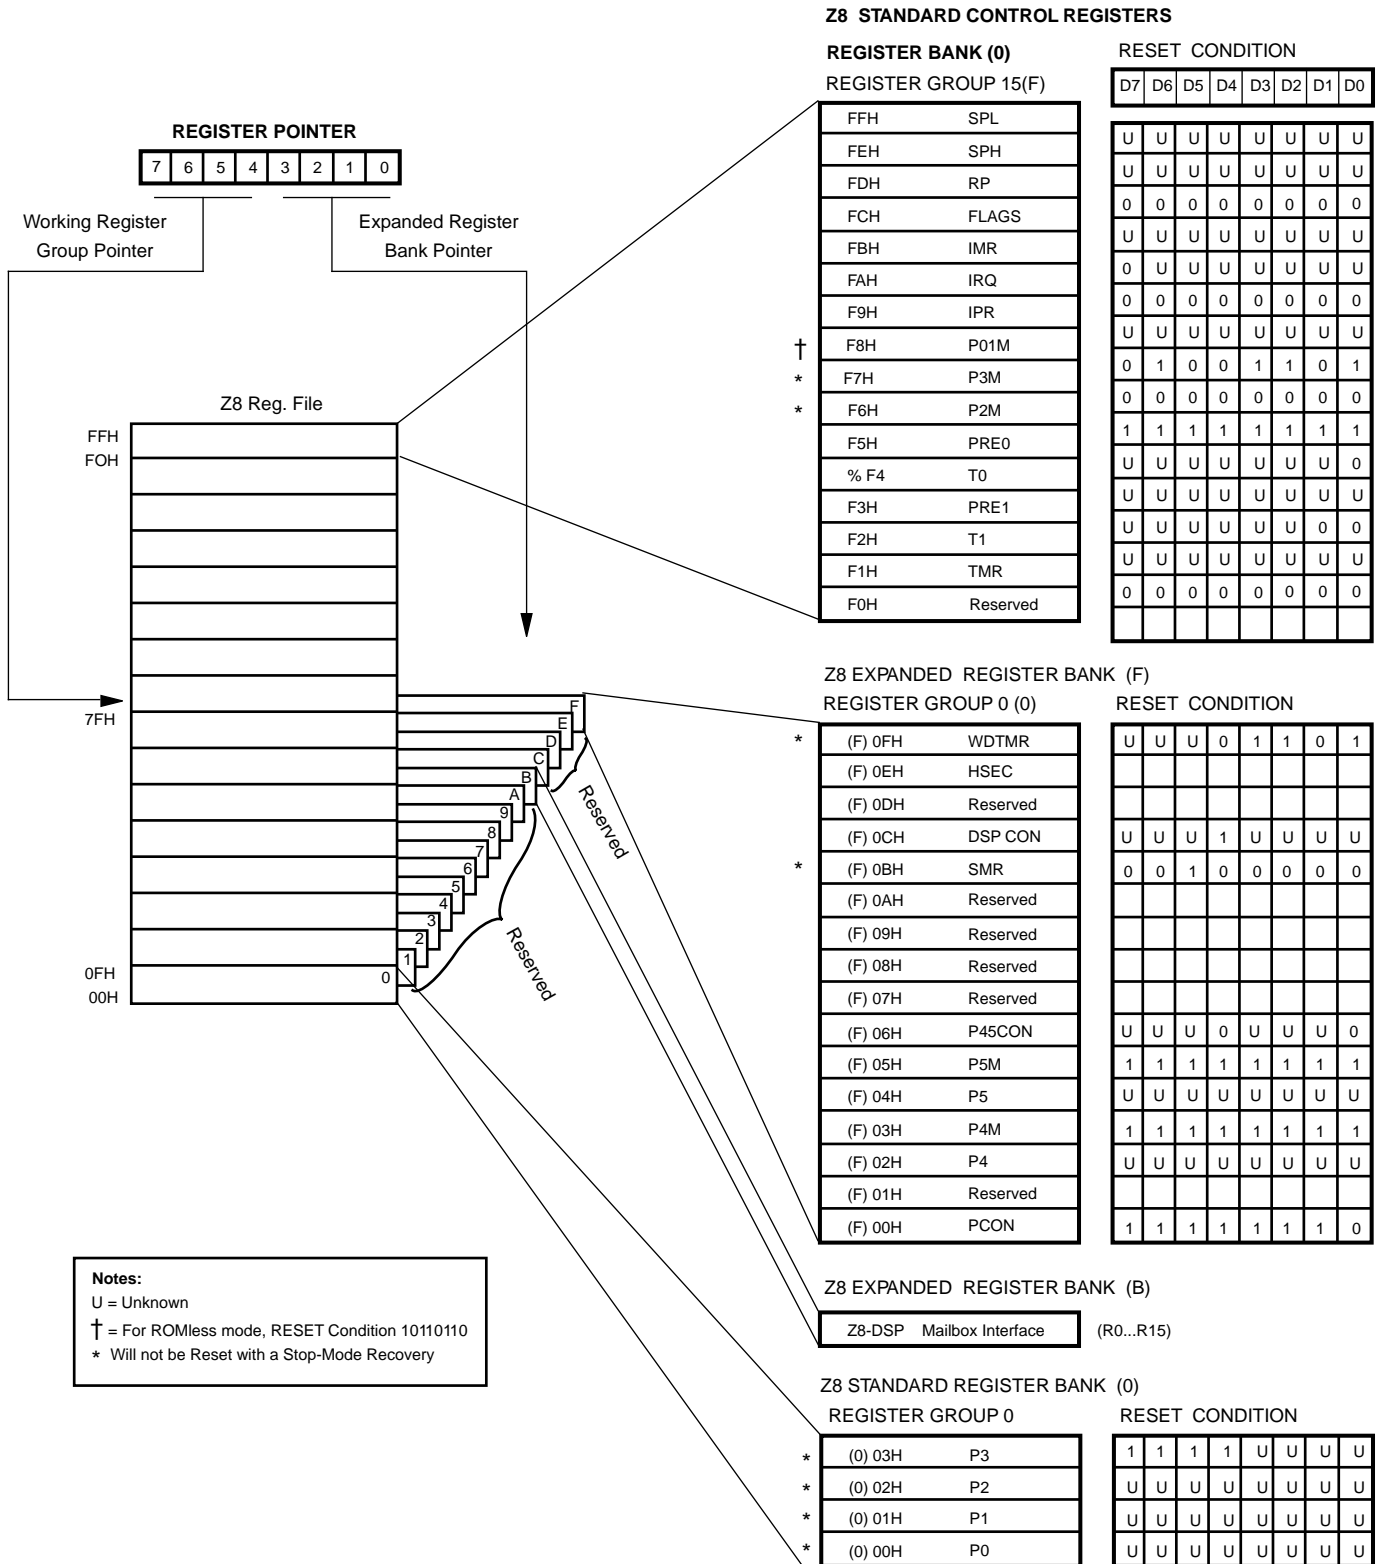 Z8 STANDARD CONTROL REGISTERS
REGISTER BANK (0)
RESET CONDITION
REGISTER GROUP 15(F)
D7 D6 D5 D4 D3 D2 D1 D0
FFH SPL U U U U U U U U
FEH SPH U U U U U U U U
FDH RP 0 0 0 0 0 0 0 0
FCH FLAGS U U U U U U U U
FBH IMR 0 U U U U U U U
FAH IRQ 0 0 0 0 0 0 0 0
F9H IPR U U U U U U U U
† F8H P01M 0 1 0 0 1 1 0 1
* F7H P3M 0 0 0 0 0 0 0 0
* F6H P2M 1 1 1 1 1 1 1 1
F5H PRE0 U U U U U U U 0
% F4 T0 U U U U U U U U
F3H PRE1 U U U U U U 0 0
F2H T1 U U U U U U U U
F1H TMR 0 0 0 0 0 0 0 0
F0H Reserved
REGISTER POINTER
7 6 5 4 3 2 1 0
Working Register
Group Pointer
Expanded Register
Bank Pointer
Z8 Reg. File
FFH
FOH
7FH
0FH
00H
F
E
D
C
B
A
9
8
7
6
5
4
3
2
1
0
Reserved
Reserved
Z8 EXPANDED REGISTER BANK (F)
REGISTER GROUP 0 (0)
RESET CONDITION
* (F) 0FH WDTMR U U U 0 1 1 0 1
(F) 0EH HSEC
(F) 0DH Reserved
(F) 0CH DSP CON U U U 1 U U U U
* (F) 0BH SMR 0 0 1 0 0 0 0 0
(F) 0AH Reserved
(F) 09H Reserved
(F) 08H Reserved
(F) 07H Reserved
(F) 06H P45CON U U U 0 U U U 0
(F) 05H P5M 1 1 1 1 1 1 1 1
(F) 04H P5 U U U U U U U U
(F) 03H P4M 1 1 1 1 1 1 1 1
(F) 02H P4 U U U U U U U U
(F) 01H Reserved
(F) 00H PCON 1 1 1 1 1 1 1 0
Notes:
U = Unknown
† = For ROMless mode, RESET Condition 10110110
* Will not be Reset with a Stop-Mode Recovery
Z8 EXPANDED REGISTER BANK (B)
Z8-DSP Mailbox Interface (R0...R15)
Z8 STANDARD REGISTER BANK (0)
REGISTER GROUP 0
RESET CONDITION
* (0) 03H P3 1 1 1 1 U U U U
* (0) 02H P2 U U U U U U U U
* (0) 01H P1 U U U U U U U U
* (0) 00H P0 U U U U U U U U